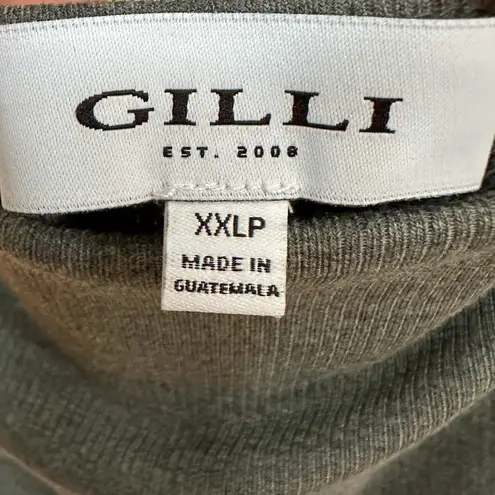 GILLI
EST. 2008
XXLP
MADE IN
GUATEMALA